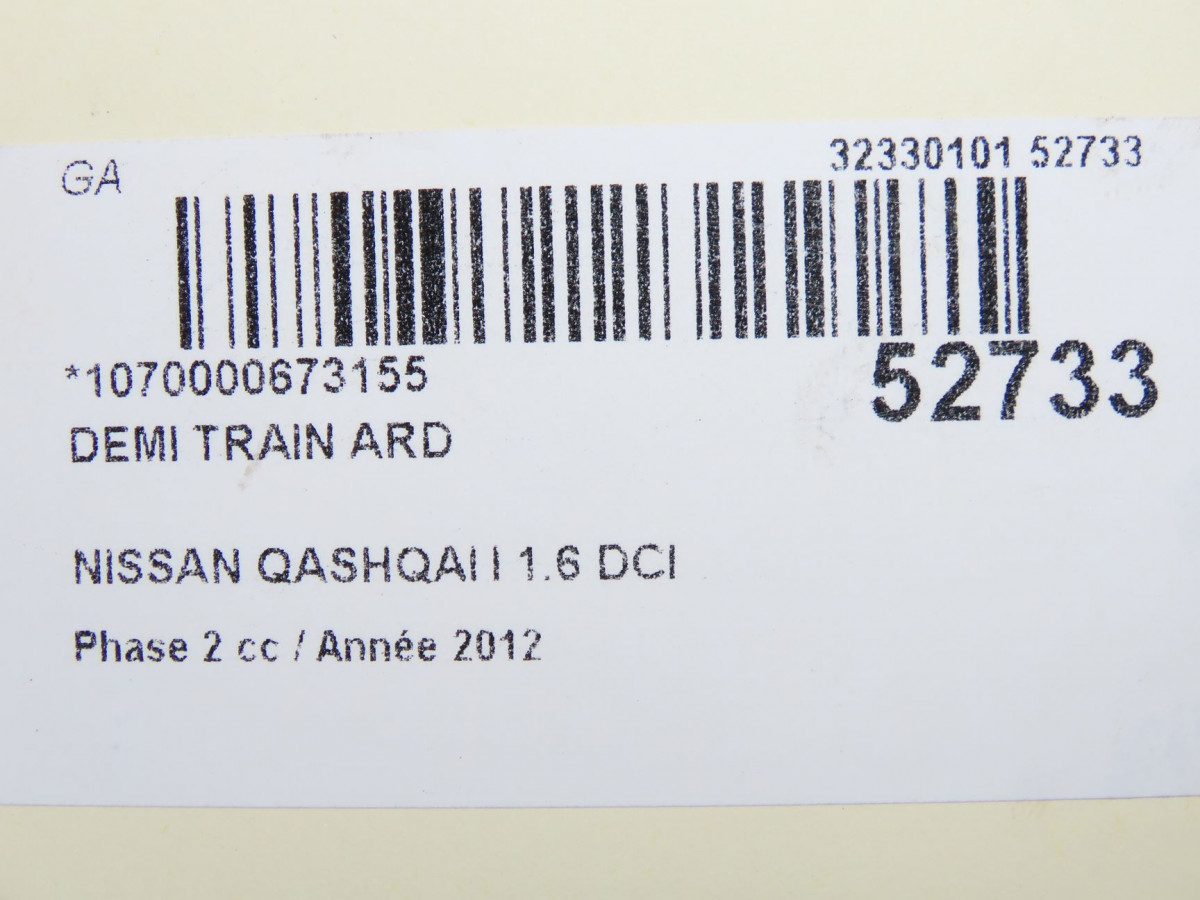 GA
32330101 52733
*1070000673155
52733
DEMI TRAIN ARD
NISSAN QASHQAI I 1.6 DCI
Phase 2 cc / Année 2012